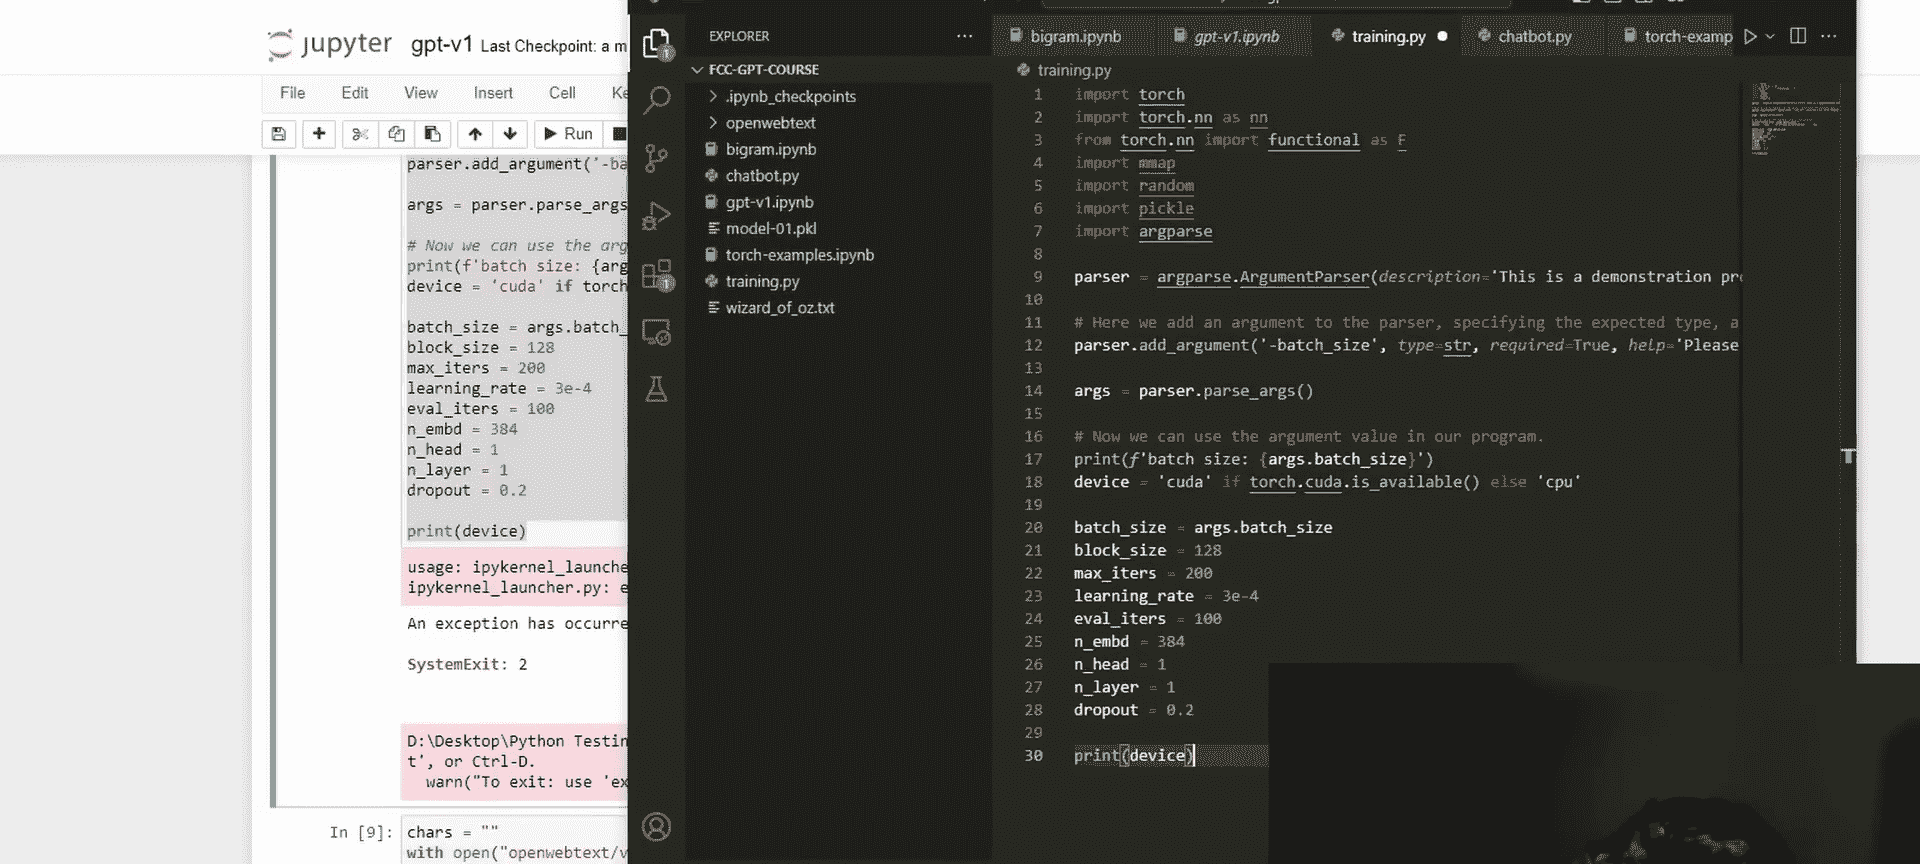 jupyter gpt-v1 Last Checkpoint: a m
File Edit View Insert Cell Ke
Run
parser.add_argument('-ba
args = parser.parse_args
# Now we can use the arg
print(f'batch size: {arg
device = 'cuda' if torch
batch_size = args.batch_
block_size = 128
max_iters = 200
learning_rate = 3e-4
eval_iters = 100
n_embd = 384
n_head = 1
n_layer = 1
dropout = 0.2
print(device)
usage: ipykernel_launche
ipykernel_launcher.py: e
An exception has occurre
SystemExit: 2
D:\Desktop\Python Testin
t', or Ctrl-D.
warn("To exit: use 'ex
In [9]:
chars = ""
with open("openwebtext/v
EXPLORER
FCC-GPT-COURSE
.ipynb_checkpoints
openwebtext
bigram.ipynb
chatbot.py
gpt-v1.ipynb
model-01.pkl
torch-examples.ipynb
training.py
wizard_of_oz.txt
1
1
bigram.ipynb gpt-v1.ipynb training.py chatbot.py torch-examp
training.py
1 import torch
2 import torch.nn as nn
3 from torch.nn import functional as F
4 import mmap
5 import random
6 import pickle
7 import argparse
8
9 parser = argparse.ArgumentParser(description='This is a demonstration pr
10
11 # Here we add an argument to the parser, specifying the expected type, a
12 parser.add_argument('-batch_size', type=str, required=True, help='Please
13
14 args = parser.parse_args()
15
16 # Now we can use the argument value in our program.
17 print(f'batch size: {args.batch_size}')
18 device = 'cuda' if torch.cuda.is_available() else 'cpu'
19
20 batch_size = args.batch_size
21 block_size = 128
22 max_iters = 200
23 learning_rate = 3e-4
24 eval_iters = 100
25 n_embd = 384
26 n_head = 1
27 n_layer = 1
28 dropout = 0.2
29
30 print(device)